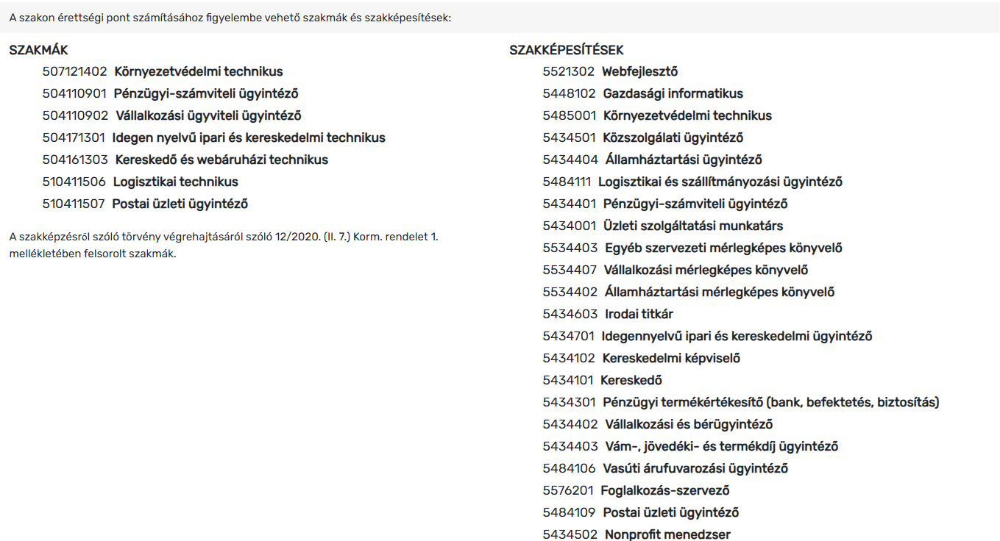 A szakon érettségi pont számításához figyelembe vehető szakmák és szakképesítések:
SZAKMÁK
507121402 Környezetvédelmi technikus
504110901 Pénzügyi-számviteli ügyintéző
504110902 Vállalkozási ügyviteli ügyintéző
504171301 Idegen nyelvű ipari és kereskedelmi technikus
504161303 Kereskedő és webáruházi technikus
510411506 Logisztikai technikus
510411507 Postai üzleti ügyintéző
A szakképzésről szóló törvény végrehajtásáról szóló 12/2020. (II. 7.) Korm. rendelet 1.
mellékletében felsorolt szakmák.
SZAKKÉPESÍTÉSEK
5521302 Webfejlesztő
5448102 Gazdasági informatikus
5485001 Környezetvédelmi technikus
5434501 Közszolgálati ügyintéző
5434404 Államháztartási ügyintéző
5484111 Logisztikai és szállítmányozási ügyintéző
5434401 Pénzügyi-számviteli ügyintéző
5434001 Üzleti szolgáltatási munkatárs
5534403 Egyéb szervezeti mérlegképes könyvelő
5534407 Vállalkozási mérlegképes könyvelő
5534402 Államháztartási mérlegképes könyvelő
5434603 Irodai titkár
5434701 Idegennyelvű ipari és kereskedelmi ügyintéző
5434102 Kereskedelmi képviselő
5434101 Kereskedő
5434301 Pénzügyi termékértékesítő (bank, befektetés, biztosítás)
5434402 Vállalkozási és bérügyintéző
5434403 Vám-, jövedéki- és termékdíj ügyintéző
5484106 Vasúti árufuvarozási ügyintéző
5576201 Foglalkozás-szervező
5484109 Postai üzleti ügyintéző
5434502 Nonprofit menedzser